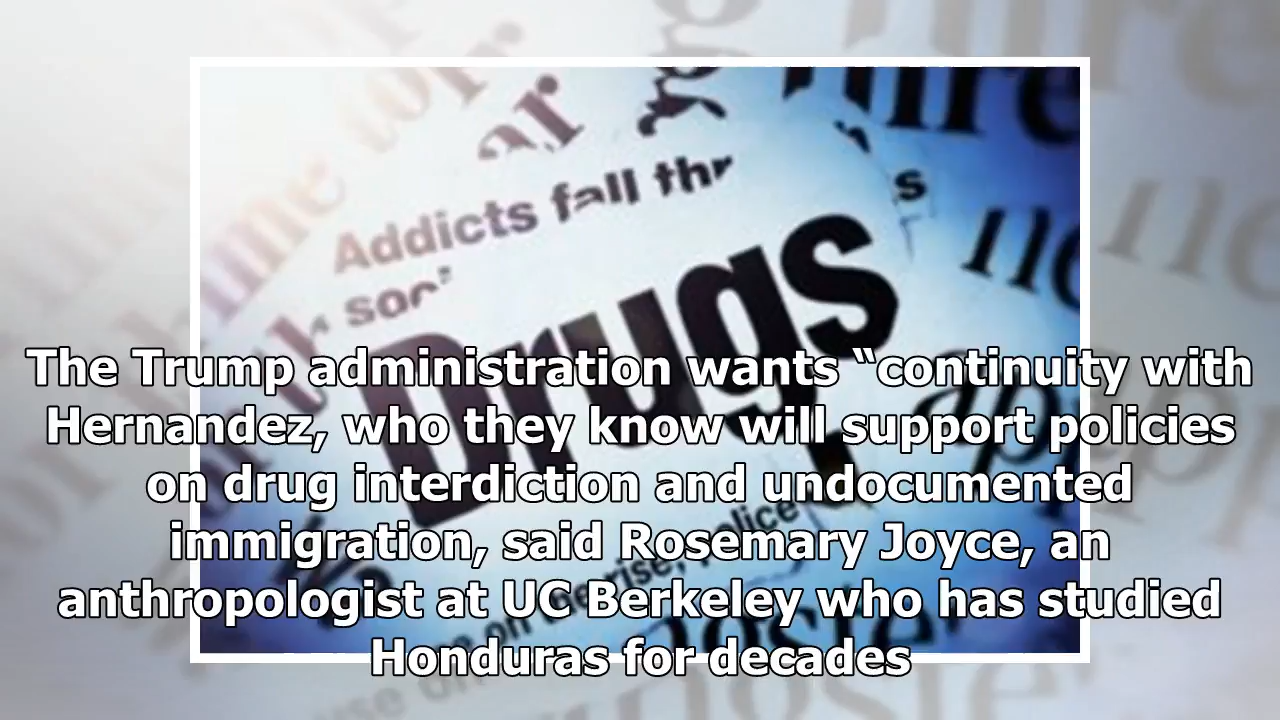 Addicts fall thr
s
Drugs
The Trump administration wants “continuity with
Hernandez, who they know will support policies
on drug interdiction and undocumented
immigration, said Rosemary Joyce, an
anthropologist at UC Berkeley who has studied
Honduras for decades